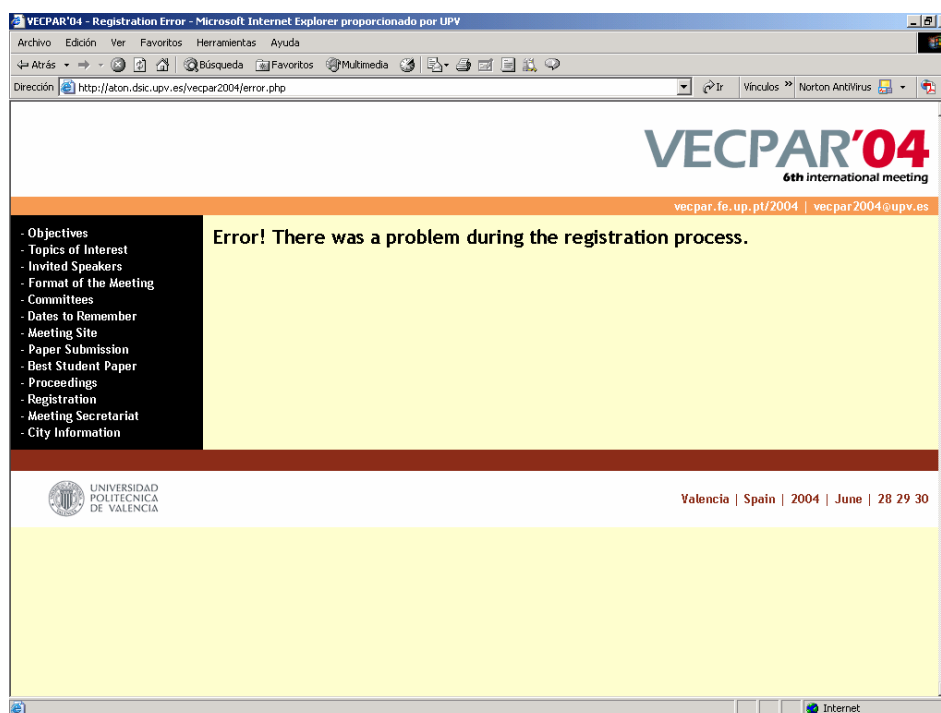 VECPAR'04 - Registration Error - Microsoft Internet Explorer proporcionado por UPV
Archivo Edición Ver Favoritos Herramientas Ayuda
Atrás Búsqueda Favoritos Multimedia
Dirección http://aton.dsic.upv.es/vecpar2004/error.php Ir Vínculos » Norton AntiVirus
VECPAR'04
6th international meeting
vecpar.fe.up.pt/2004 | vecpar2004@upv.es
- Objectives
- Topics of Interest
- Invited Speakers
- Format of the Meeting
- Committees
- Dates to Remember
- Meeting Site
- Paper Submission
- Best Student Paper
- Proceedings
- Registration
- Meeting Secretariat
- City Information
Error! There was a problem during the registration process.
UNIVERSIDAD
POLITECNICA
DE VALENCIA
Valencia | Spain | 2004 | June | 28 29 30
Internet